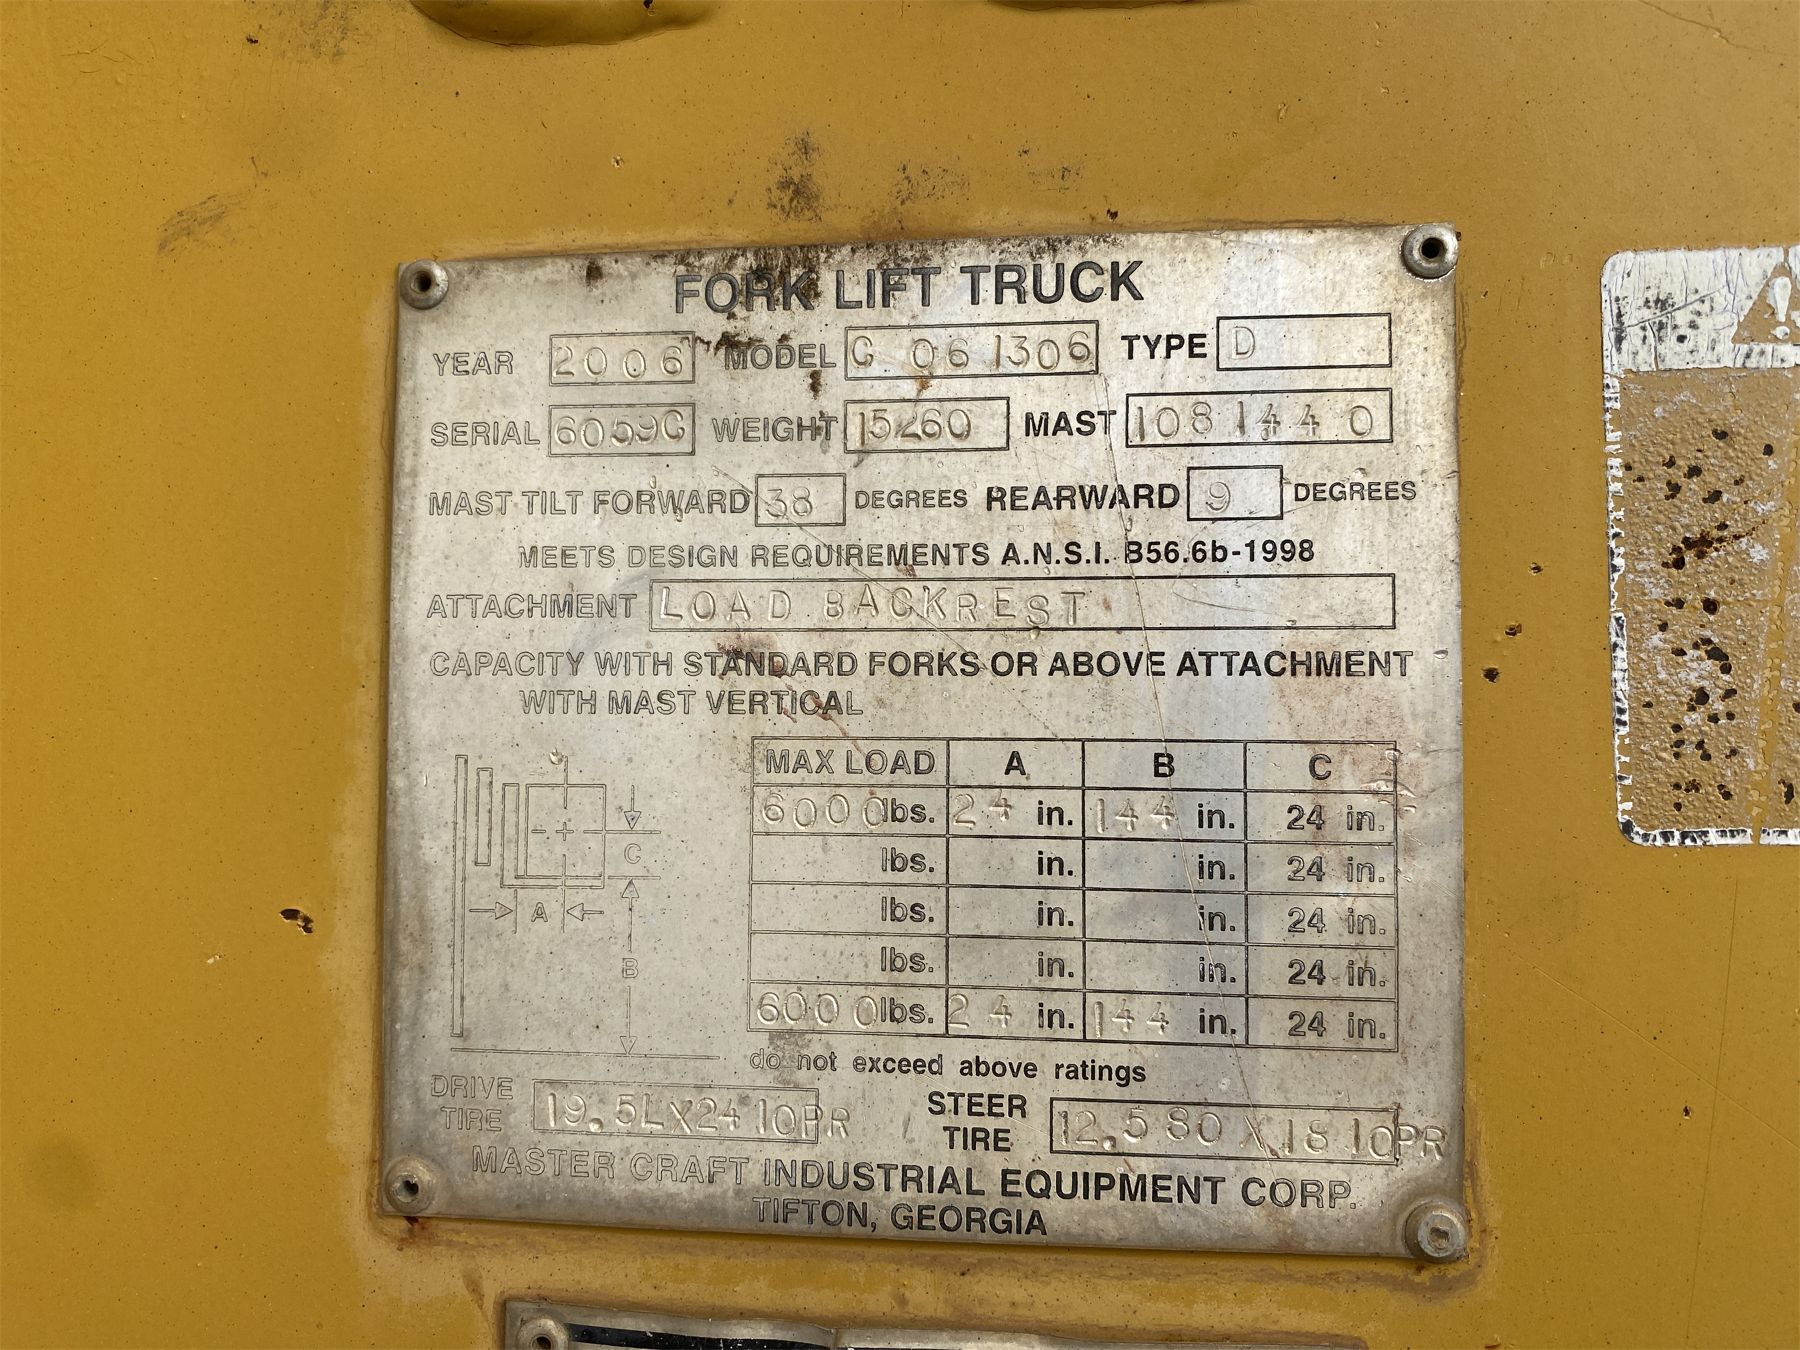 FORK LIFT TRUCK
YEAR 2006 MODEL C 06 1306 TYPE D
SERIAL 6059C WEIGHT 15260 MAST 1081440
MAST TILT FORWARD 38 DEGREES REARWARD 9 DEGREES
MEETS DESIGN REQUIREMENTS A.N.S.I. B56.6b-1998
ATTACHMENT LOAD BACKREST
CAPACITY WITH STANDARD FORKS OR ABOVE ATTACHMENT
WITH MAST VERTICAL
MAX LOAD A B C
6000 lbs. 24 in. 144 in. 24 in.
lbs. in. in. 24 in.
lbs. in. in. 24 in.
lbs. in. in. 24 in.
6000 lbs. 24 in. 144 in. 24 in.
C
A
B
do not exceed above ratings
DRIVE TIRE 19.5LX24 10PR STEER TIRE 12.5 80 X 18 10PR
MASTER CRAFT INDUSTRIAL EQUIPMENT CORP.
TIFTON, GEORGIA